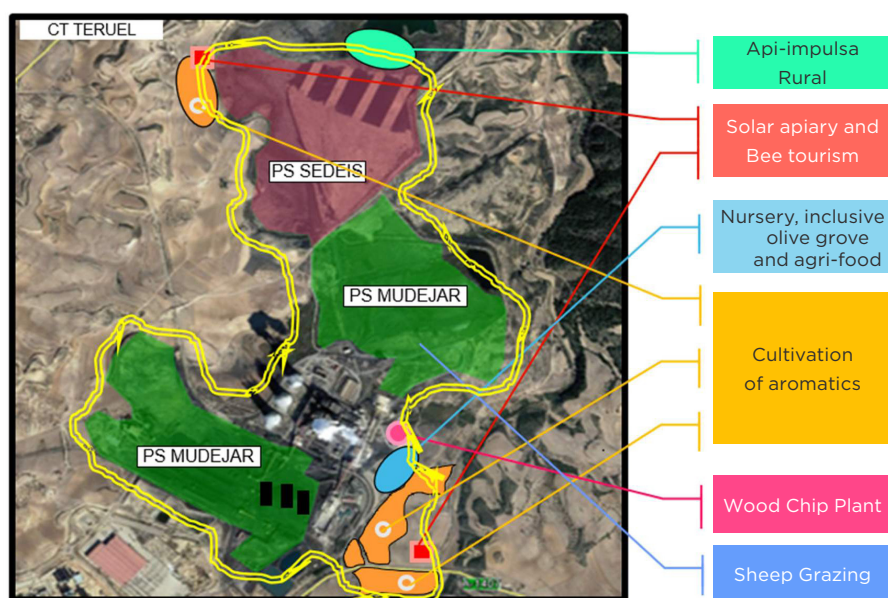 CT TERUEL
PS SEDEIS
PS MUDEJAR
PS MUDEJAR
Api-impulsa
Rural
Solar apiary and
Bee tourism
Nursery, inclusive
olive grove
and agri-food
Cultivation
of aromatics
Wood Chip Plant
Sheep Grazing